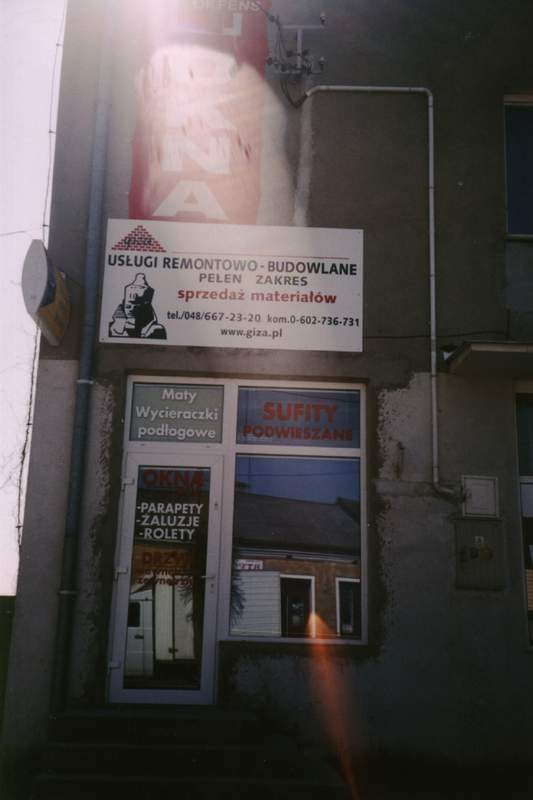 OKNA
USŁUGI REMONTOWO-BUDOWLANE
PEŁEN ZAKRES
sprzedaż materiałów
tel./048/667-23-20 kom.0-602-736-731
www.giza.pl
Maty
Wycieraczki
podłogowe
SUFITY
PODWIESZANE
OKNA
-PARAPETY
-ŻALUZJE
-ROLETY
DRZWI